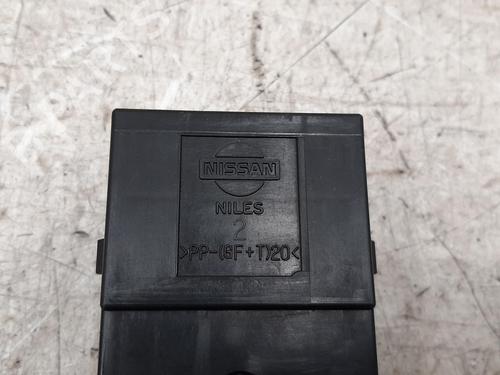 NISSAN
NILES
2
>PP-(GF+T)20<